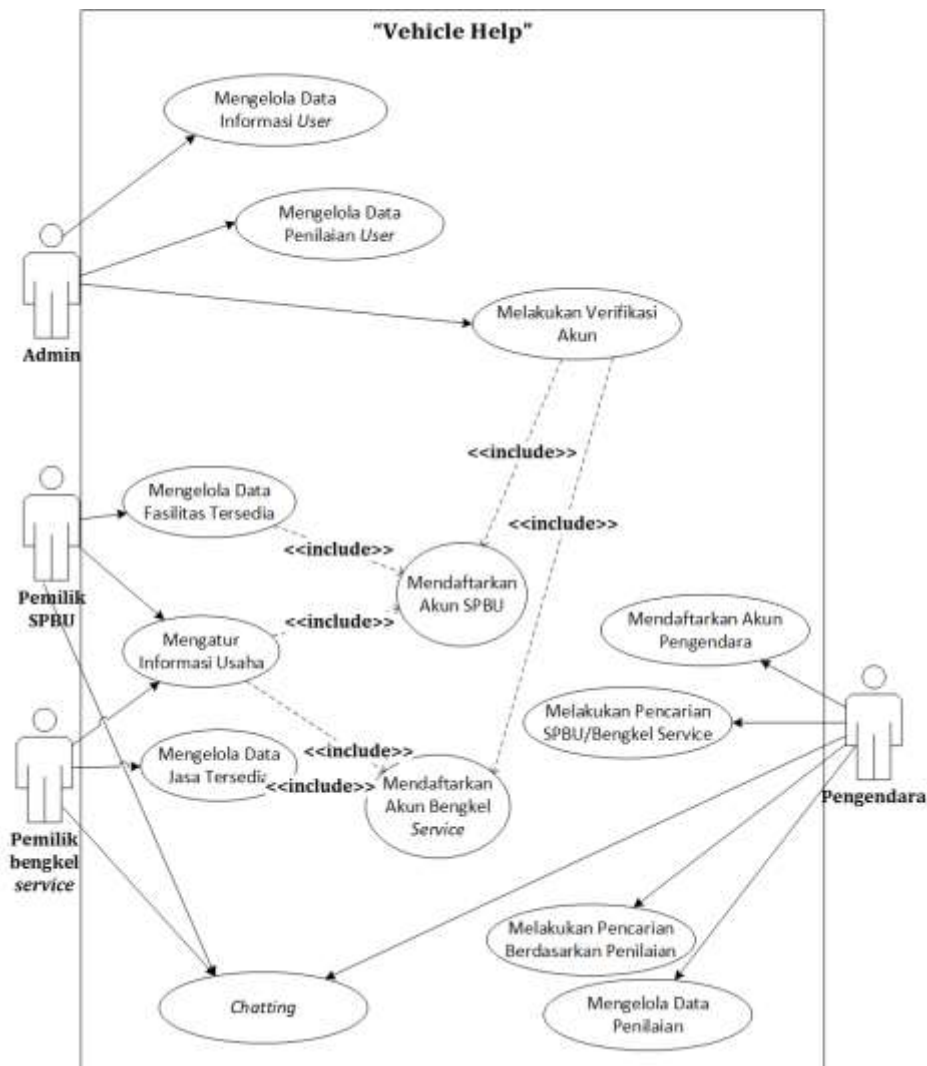 "Vehicle Help"
Mengelola Data
Informasi User
Mengelola Data
Penilaian User
Admin
Melakukan Verifikasi
Akun
<<include>>
<<include>>
Mengelola Data
Fasilitas Tersedia
<<include>>
Mendaftarkan
Akun SPBU
Pemilik
SPBU
<<include>>
Mengatur
Informasi Usaha
Mendaftarkan Akun
Pengendara
Melakukan Pencarian
SPBU/Bengkel Service
Pengendara
<<include>>
Mengelola Data
Jasa Tersedia
<<include>>
Mendaftarkan
Akun Bengkel
Service
Pemilik
bengkel
service
Melakukan Pencarian
Berdasarkan Penilaian
Chatting
Mengelola Data
Penilaian